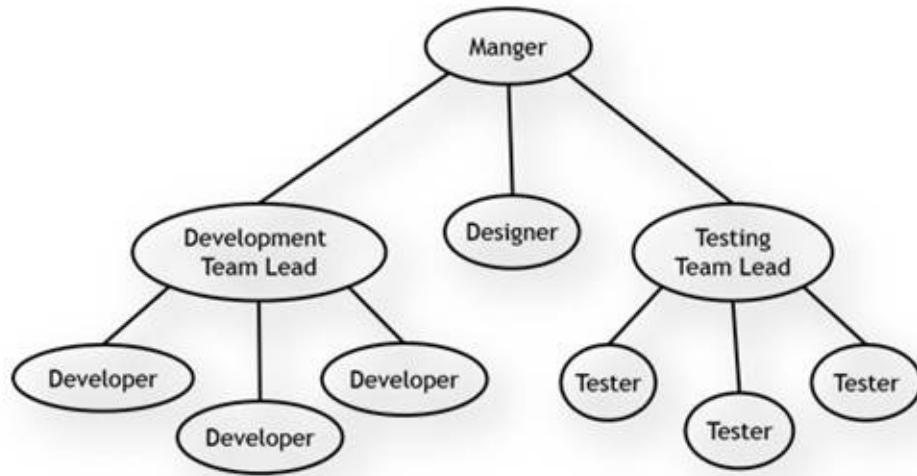 Manger
Development
Team Lead
Designer
Testing
Team Lead
Developer
Developer
Developer
Tester
Tester
Tester